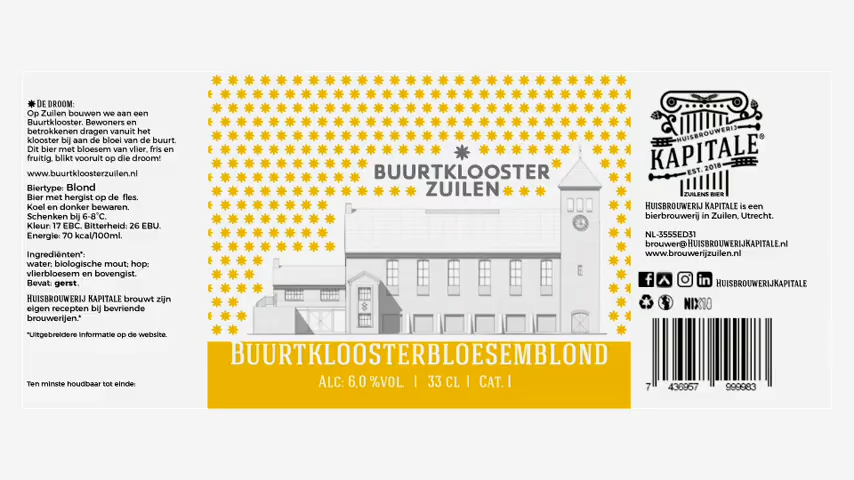 ✷ De droom:
Op Zuilen bouwen we aan een
Buurtklooster. Bewoners en
betrokkenen dragen vanuit het
klooster bij aan de bloei van de buurt.
Dit bier met bloesem van vlier, fris en
fruitig, blikt vooruit op die droom!
www.buurtkloosterzuilen.nl
Biertype: Blond
Bier met hergist op de fles.
Koel en donker bewaren.
Schenken bij 6-8°C.
Kleur: 17 EBC. Bitterheid: 26 EBU.
Energie: 70 kcal/100ml.
Ingrediënten*:
water; biologische mout; hop;
vlierbloesem en bovengist.
Bevat: gerst.
Huisbrouwerij Kapitale brouwt zijn
eigen recepten bij bevriende
brouwerijen.*
*Uitgebreidere informatie op de website.
Ten minste houdbaar tot einde:
BUURTKLOOSTER
ZUILEN
Buurtkloosterbloesemblond
Alc: 6,0 %vol. | 33 cl | Cat. I
HUISBROUWERIJ
KAPITALE®
EST. 2018
ZUILENS BIER
Huisbrouwerij Kapitale is een
bierbrouwerij in Zuilen, Utrecht.
NL-3555ED31
brouwer@HuisbrouwerijKapitale.nl
www.brouwerijzuilen.nl
HuisbrouwerijKapitale
NIX18
7 436957 999983